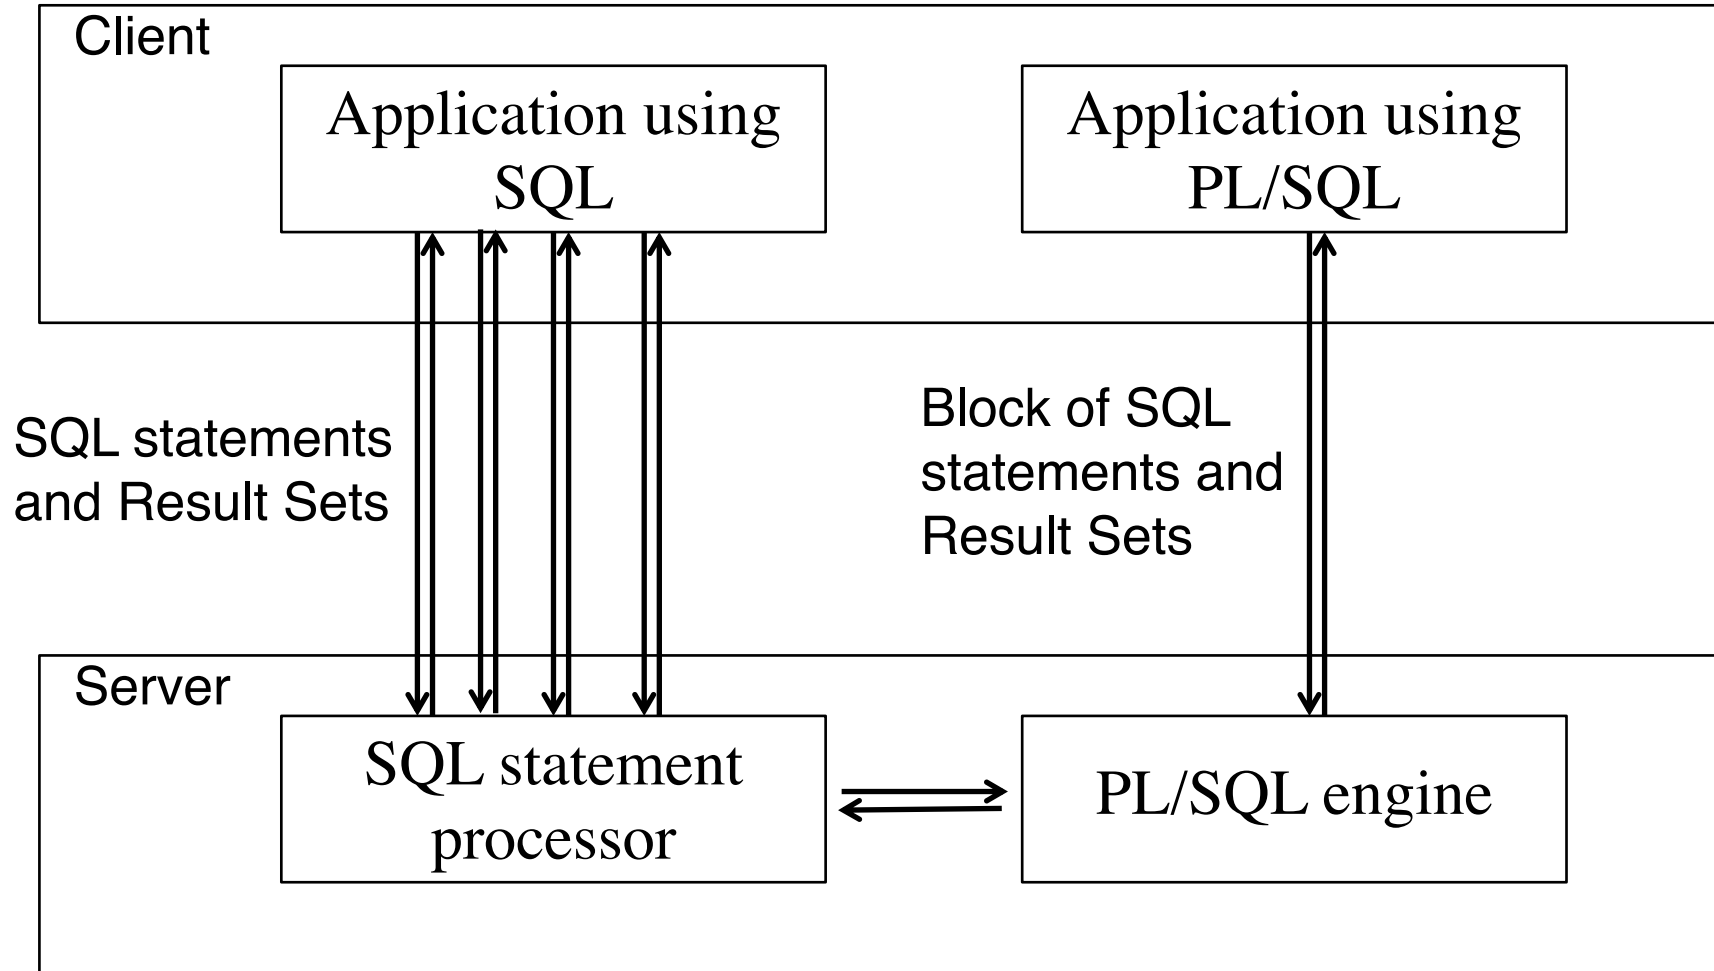 Client
Application using
SQL
Application using
PL/SQL
SQL statements
and Result Sets
Block of SQL
statements and
Result Sets
Server
SQL statement
processor
PL/SQL engine